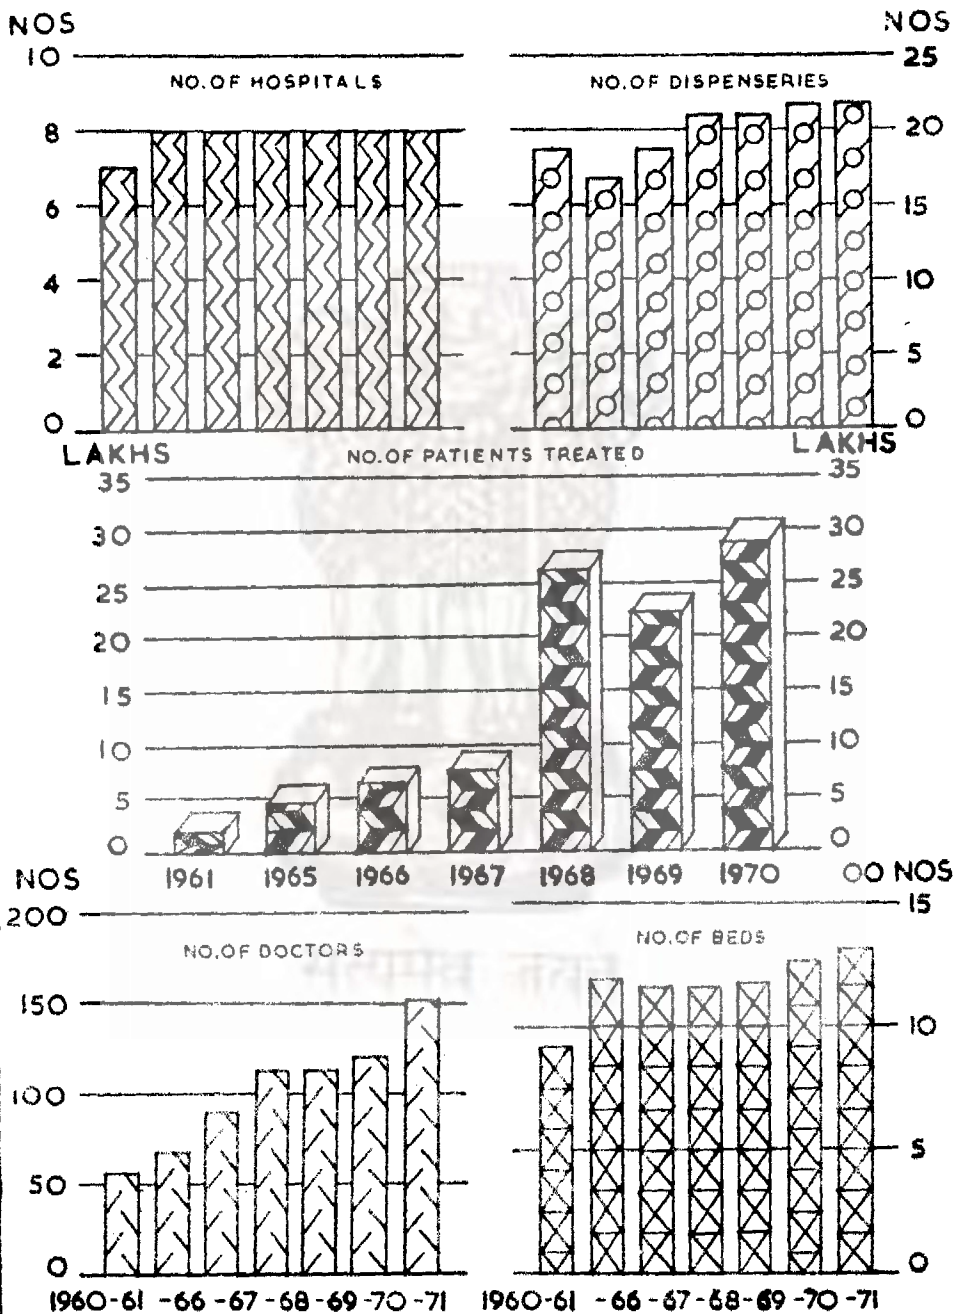 NOS
10
8
6
4
2
0
NO. OF HOSPITALS
NOS
25
20
15
10
5
0
NO. OF DISPENSERIES
LAKHS
35
30
25
20
15
10
5
0
NO. OF PATIENTS TREATED
LAKHS
35
30
25
20
15
10
5
0
1961 1965 1966 1967 1968 1969 1970
NOS
200
150
100
50
0
NO. OF DOCTORS
1960-61 -66 -67 -68 -69 -70 -71
00 NOS
15
10
5
0
NO. OF BEDS
1960-61 -66 -67 -68 -69 -70 -71
सत्यमेव जयते